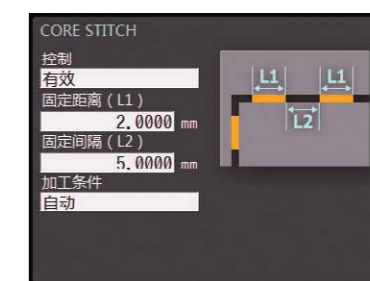 CORE STITCH
控制
有效
固定距离（L1）
2.0000 mm
固定间隔（L2）
5.0000 mm
加工条件
自动
L1 L1
L2